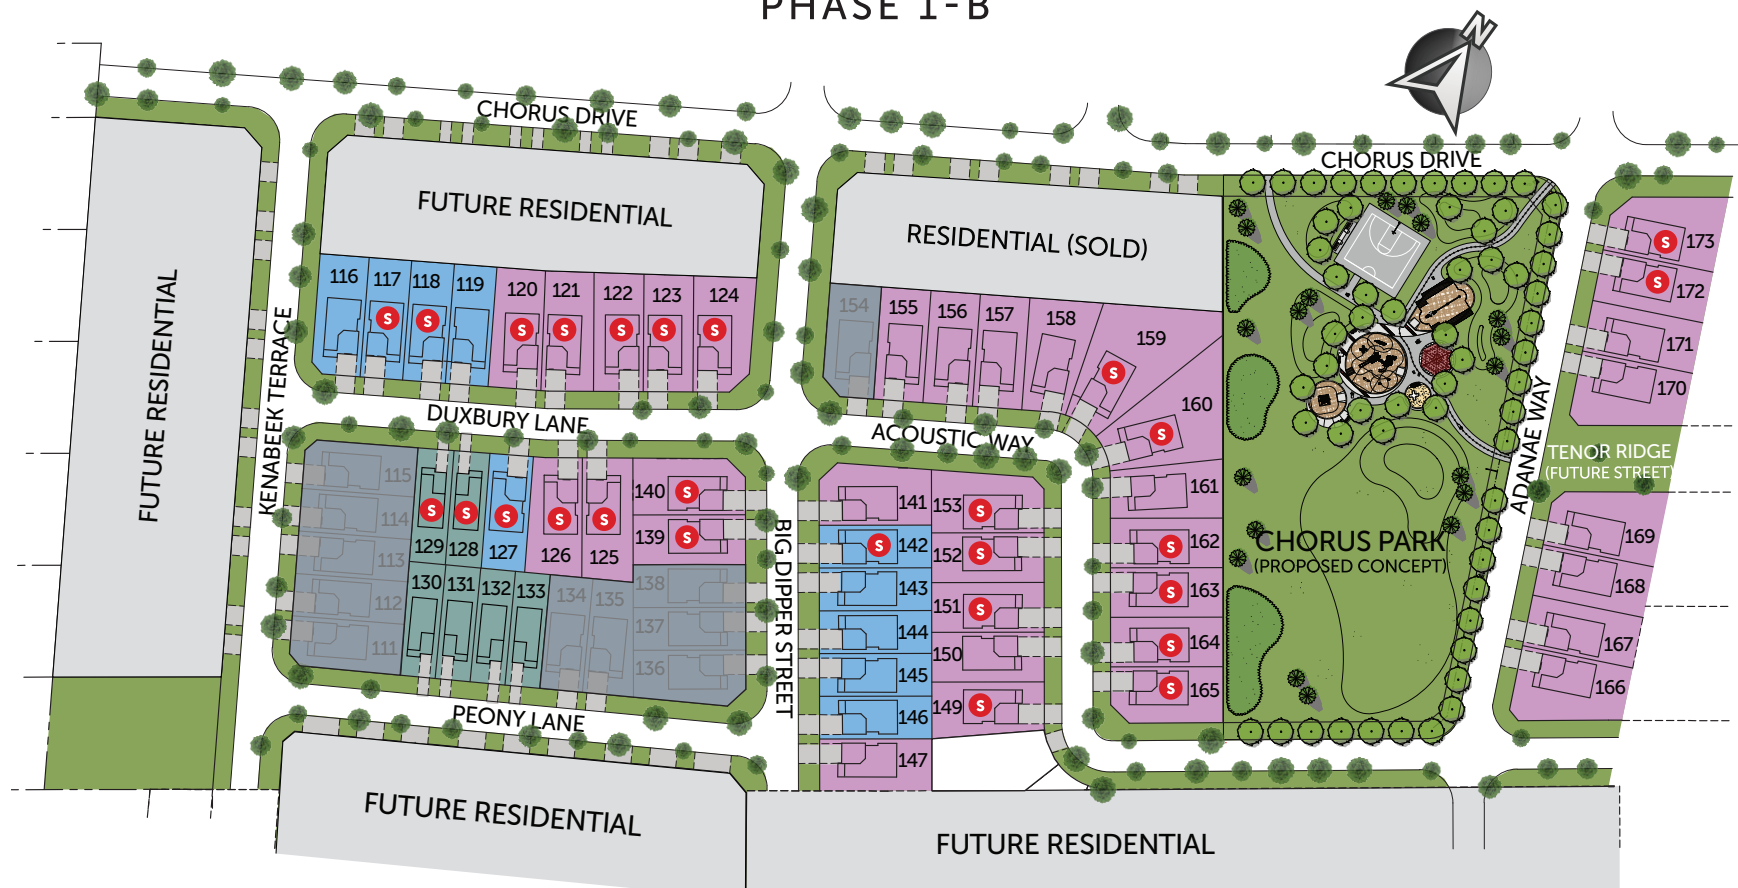 PHASE 1-B
N
CHORUS DRIVE
CHORUS DRIVE
FUTURE RESIDENTIAL
RESIDENTIAL (SOLD)
FUTURE RESIDENTIAL
KENABEEK TERRACE
116
117
118
119
120
121
122
123
124
S
S
S
S
S
S
S
154
155
156
157
158
159
160
161
162
163
164
165
S
S
S
S
S
S
173
172
171
170
S
S
DUXBURY LANE
ACOUSTIC WAY
ADANAE WAY
TENOR RIDGE
(FUTURE STREET)
115
114
113
112
111
129
128
127
126
125
S
S
S
S
S
140
139
S
S
130
131
132
133
134
135
138
137
136
BIG DIPPER STREET
141
142
143
144
145
146
147
S
153
152
151
150
149
S
S
S
S
CHORUS PARK
(PROPOSED CONCEPT)
169
168
167
166
PEONY LANE
FUTURE RESIDENTIAL
FUTURE RESIDENTIAL